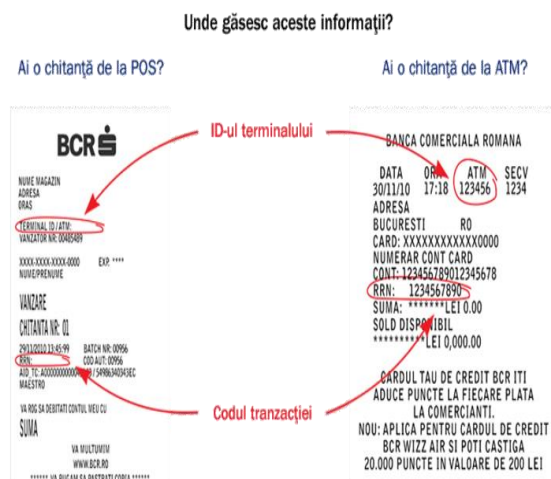 Unde găsesc aceste informaţii?
Ai o chitanţă de la POS?
Ai o chitanţă de la ATM?
ID-ul terminalului
Codul tranzacţiei
BCR
NUME MAGAZIN
ADRESA
ORAS
TERMINAL ID / ATM:
VANZATOR NR: 00485489
XXXX-XXXX-XXXX-0000 EXP. ****
NUME/PRENUME
VANZARE
CHITANTA NR: 01
29/11/2010 13:45:99 BATCH NR: 00956
RRN: COD AUT: 00956
MAESTRO
VA ROG SA DEBITATI CONTUL MEU CU
SUMA
VA MULTUMIM
WWW.BCR.RO
****** VA RUGAM SA PASTRATI COPIA ******
BANCA COMERCIALA ROMANA
DATA ORA ATM SECV
30/11/10 17:18 123456 1234
ADRESA
BUCURESTI RO
CARD: XXXXXXXXXXXX0000
NUMERAR CONT CARD
CONT: 123456789012345678
RRN: 1234567890
SUMA: *******LEI 0.00
SOLD DISPONIBIL
**********LEI 0,000.00
CARDUL TAU DE CREDIT BCR ITI
ADUCE PUNCTE LA FIECARE PLATA
LA COMERCIANTI.
NOU: APLICA PENTRU CARDUL DE CREDIT
BCR WIZZ AIR SI POTI CASTIGA
20.000 PUNCTE IN VALOARE DE 200 LEI